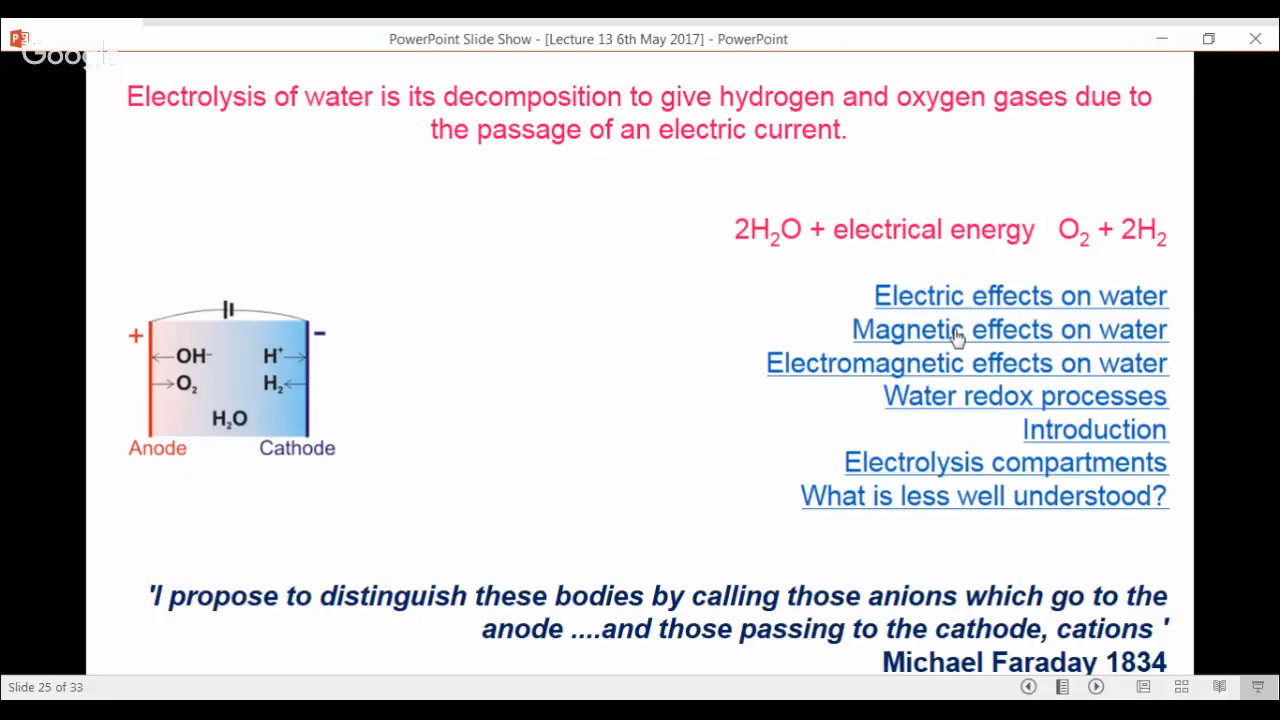 PowerPoint Slide Show - [Lecture 13 6th May 2017] - PowerPoint
Google
Electrolysis of water is its decomposition to give hydrogen and oxygen gases due to
the passage of an electric current.
2H₂O + electrical energy O₂ + 2H₂
Electric effects on water
Magnetic effects on water
Electromagnetic effects on water
Water redox processes
Introduction
Electrolysis compartments
What is less well understood?
+ −
OH⁻ H⁺
O₂ H₂
H₂O
Anode Cathode
'I propose to distinguish these bodies by calling those anions which go to the
anode ....and those passing to the cathode, cations '
Michael Faraday 1834
Slide 25 of 33